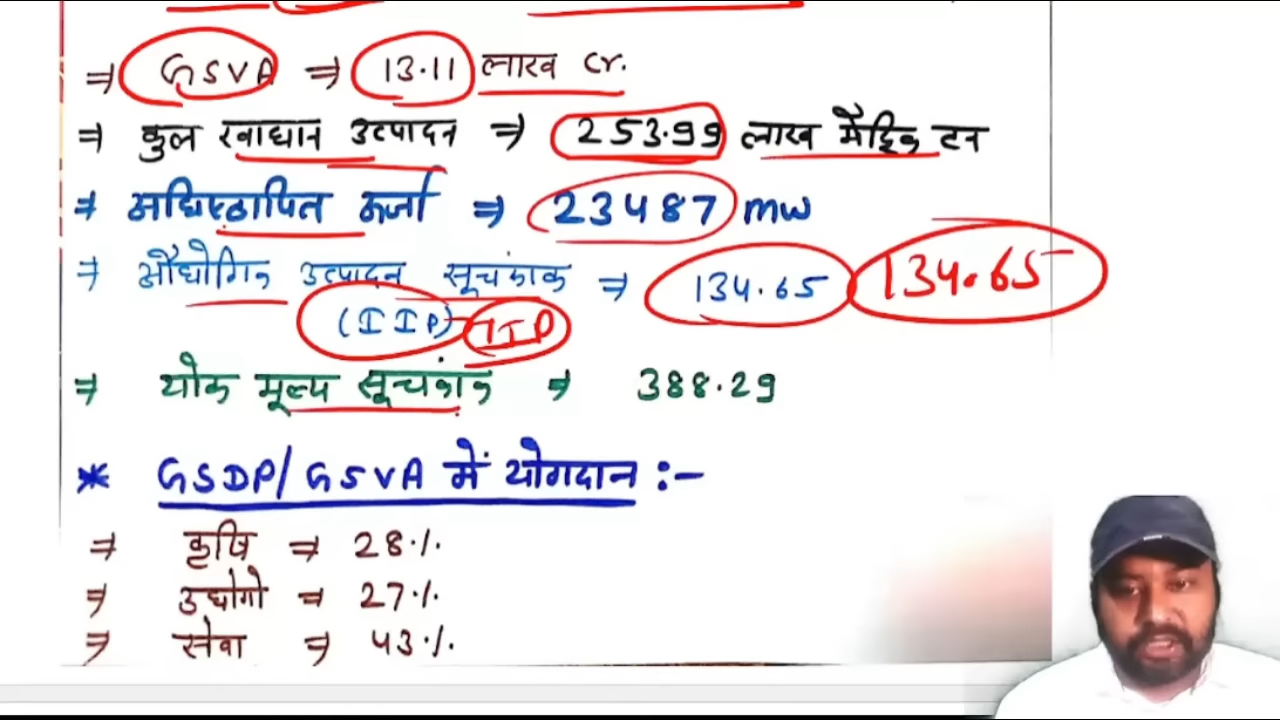 ⇒ GSVA ⇒ 13.11 लाख cr.
⇒ कुल खाद्यान उत्पादन ⇒ 253.99 लाख मैट्रिक टन
⇒ अधिष्ठापित ऊर्जा ⇒ 23487 mw
⇒ औद्योगिक उत्पादन सूचकांक ⇒ 134.65 134.65
(IIP) IIP
⇒ थोक मूल्य सूचकांक ⇒ 388.29
* GSDP/GSVA में योगदान :-
⇒ कृषि ⇒ 28%.
⇒ उद्योगो ⇒ 27%.
⇒ सेवा ⇒ 43%.